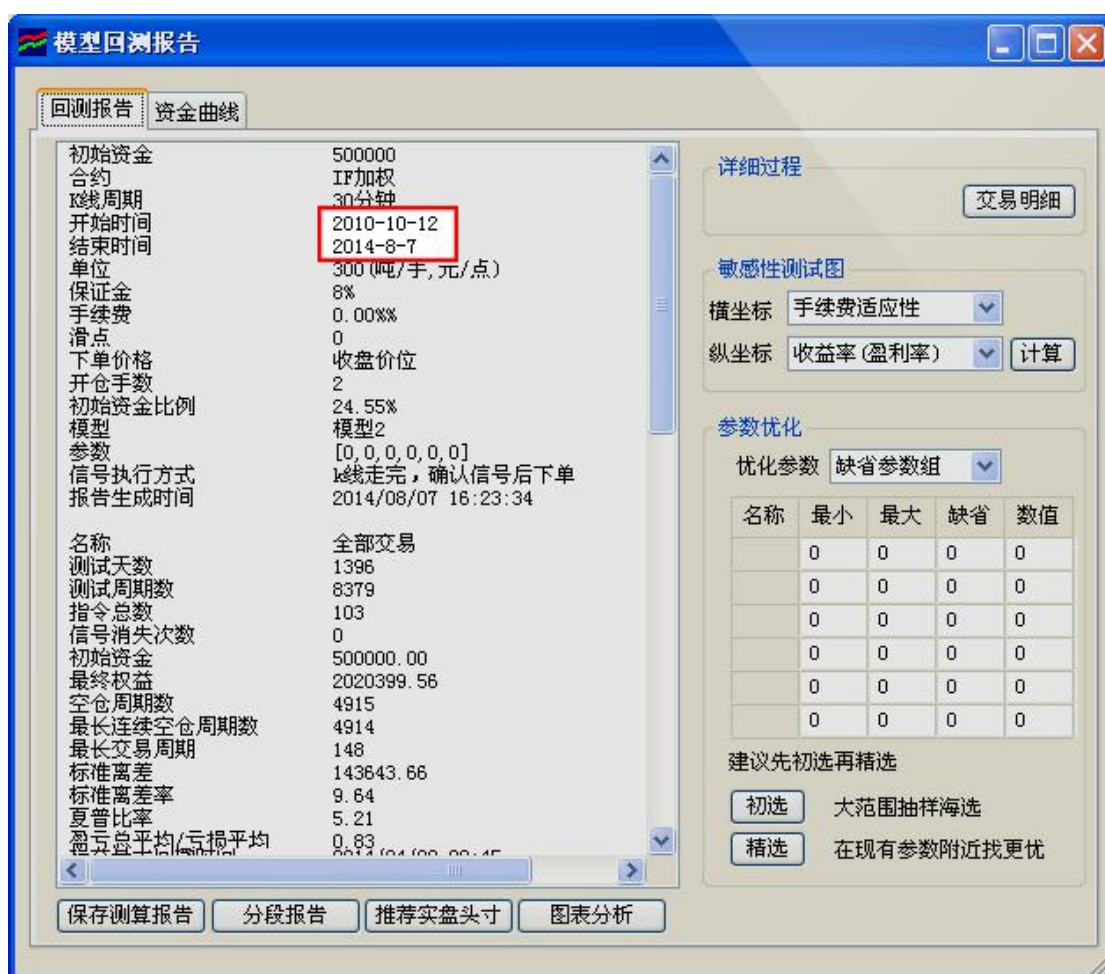 模型回测报告
回测报告 资金曲线
初始资金 500000
合约 IF加权
K线周期 30分钟
开始时间 2010-10-12
结束时间 2014-8-7
单位 300(吨/手,元/点)
保证金 8%
手续费 0.00%%
滑点 0
下单价格 收盘价位
开仓手数 2
初始资金比例 24.55%
模型 模型2
参数 [0,0,0,0,0,0]
信号执行方式 k线走完，确认信号后下单
报告生成时间 2014/08/07 16:23:34
名称 全部交易
测试天数 1396
测试周期数 8379
指令总数 103
信号消失次数 0
初始资金 500000.00
最终权益 2020399.56
空仓周期数 4915
最长连续空仓周期数 4914
最长交易周期 148
标准离差 143643.66
标准离差率 9.64
夏普比率 5.21
盈亏总平均/亏损平均 0.83
保存测算报告 分段报告 推荐实盘头寸 图表分析
详细过程
交易明细
敏感性测试图
横坐标 手续费适应性
纵坐标 收益率(盈利率) 计算
参数优化
优化参数 缺省参数组
名称 最小 最大 缺省 数值
0 0 0 0
0 0 0 0
0 0 0 0
0 0 0 0
0 0 0 0
0 0 0 0
建议先初选再精选
初选 大范围抽样海选
精选 在现有参数附近找更优